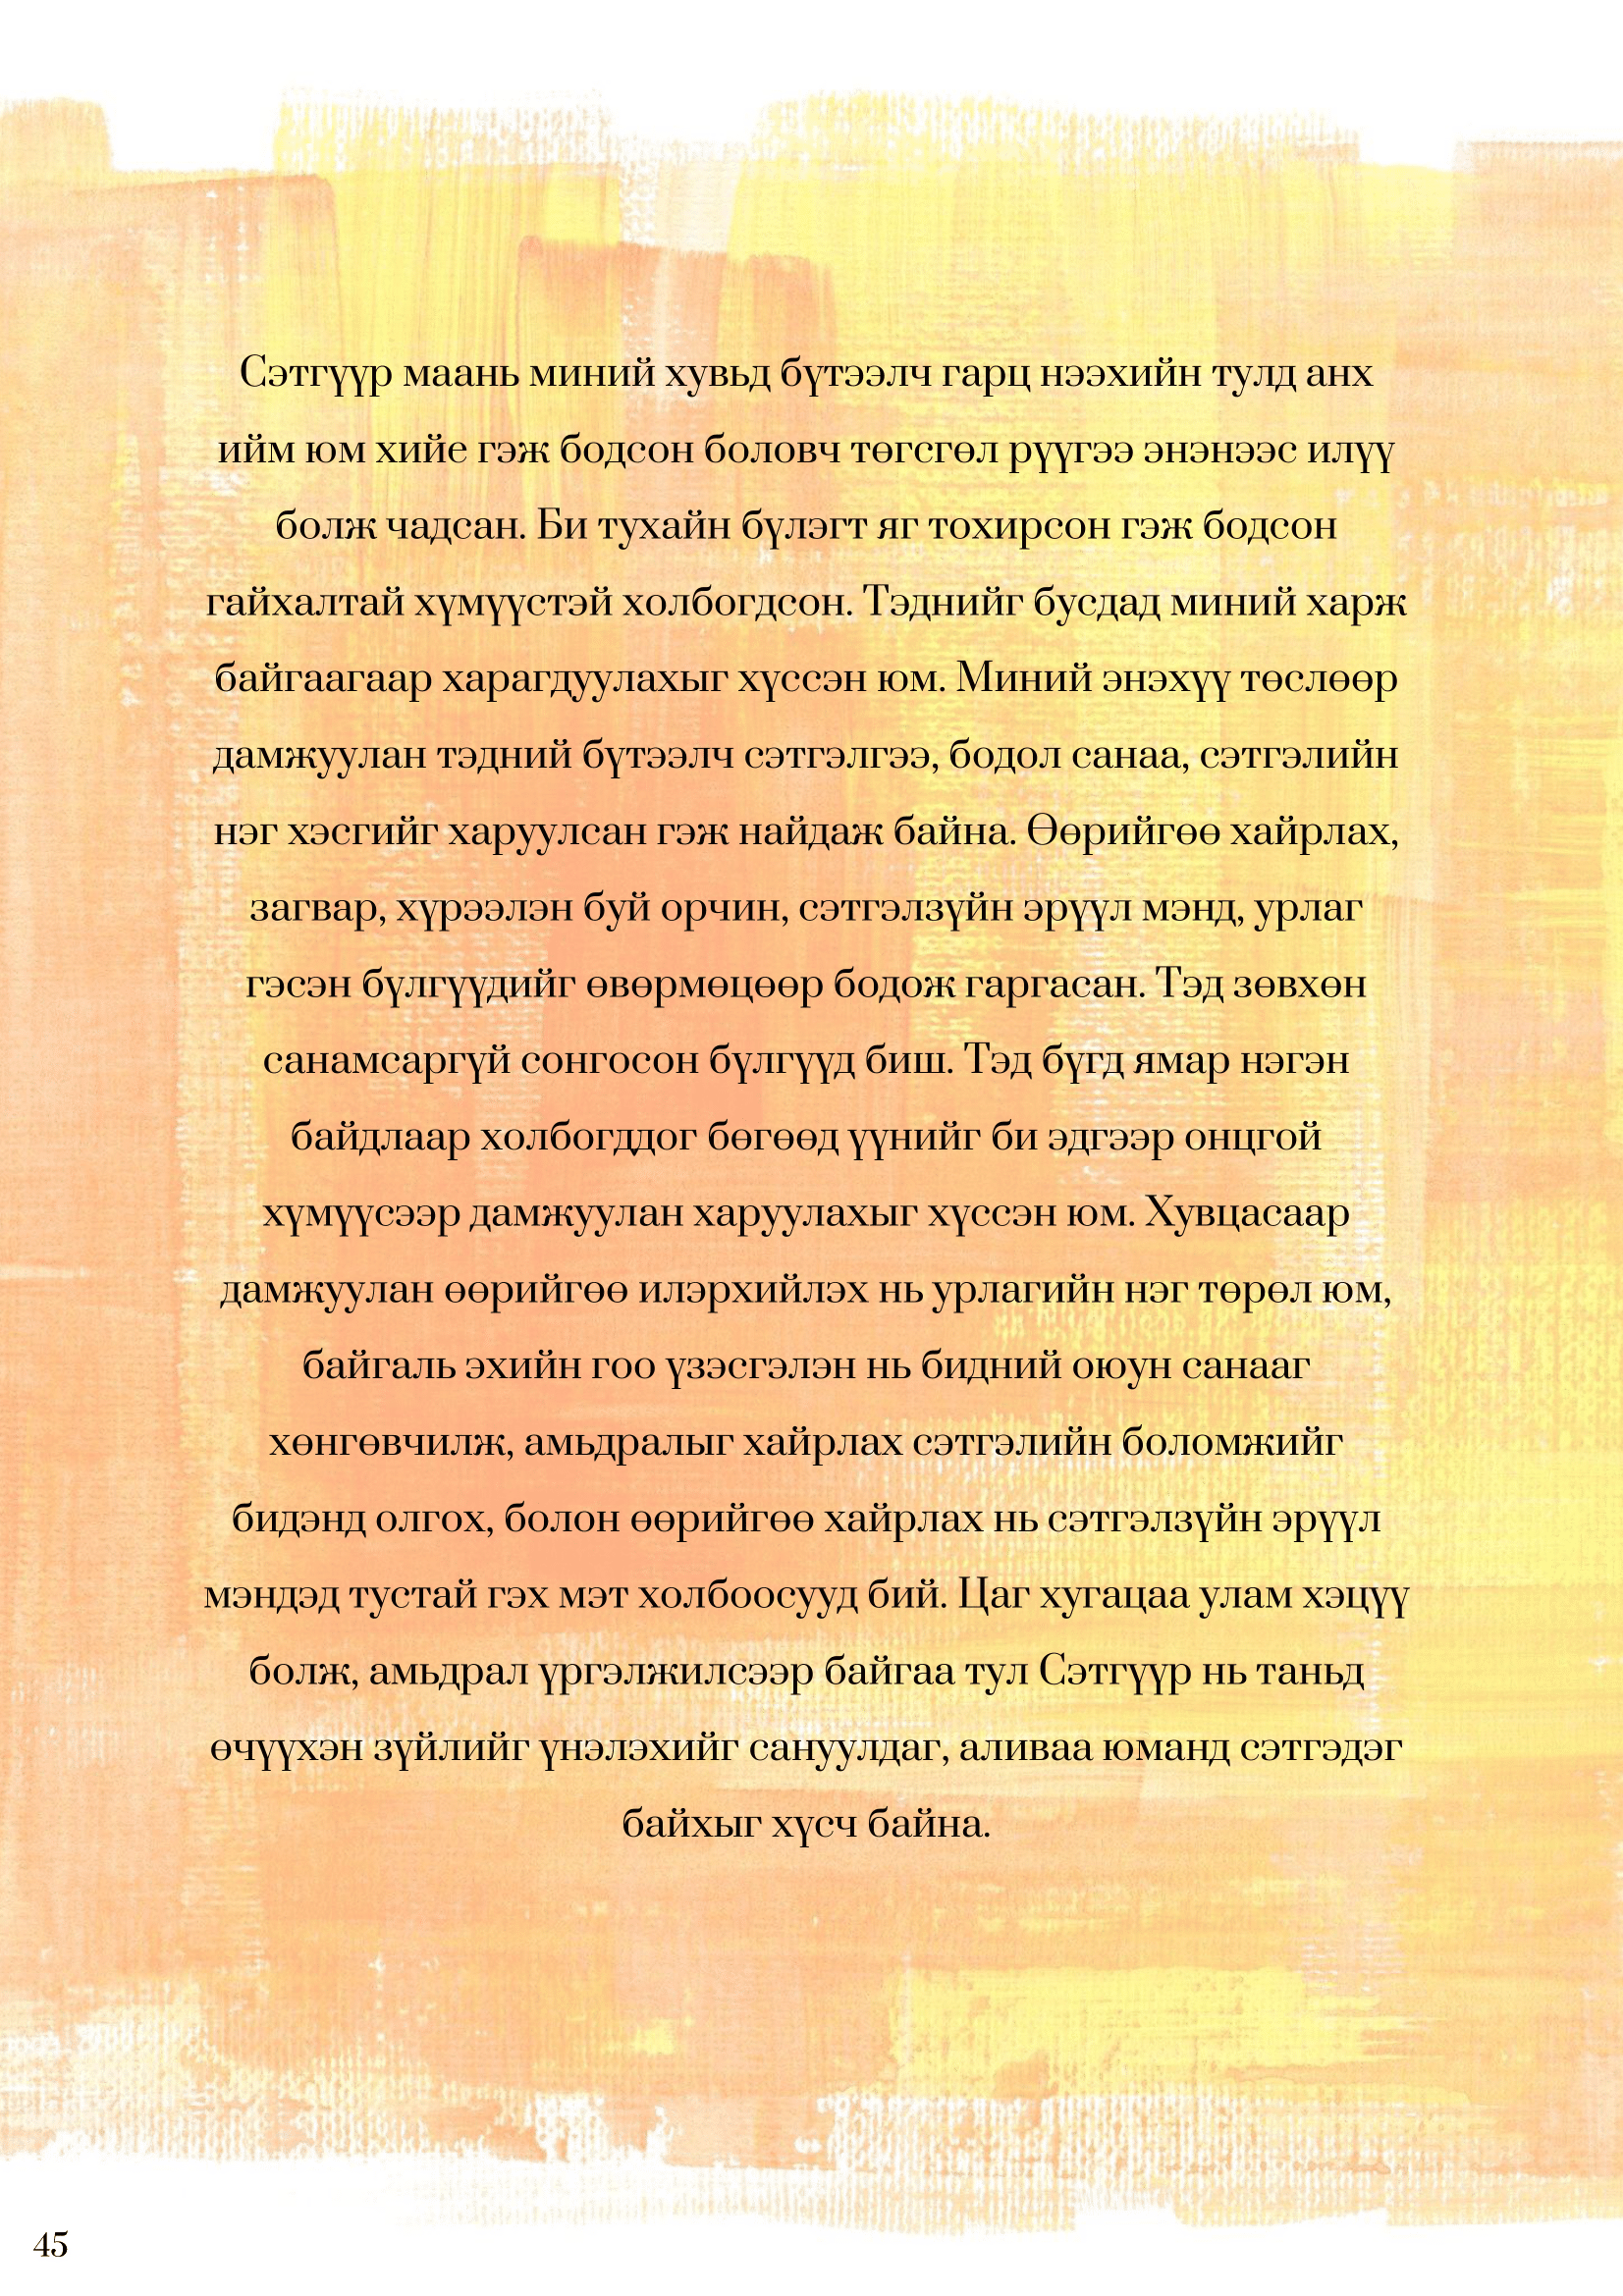 Сэтгүүр маань миний хувьд бүтээлч гарц нээхийн тулд анх
ийм юм хийе гэж бодсон боловч төгсгөл рүүгээ энэнээс илүү
болж чадсан. Би тухайн бүлэгт яг тохирсон гэж бодсон
гайхалтай хүмүүстэй холбогдсон. Тэднийг бусдад миний харж
байгаагаар харагдуулахыг хүссэн юм. Миний энэхүү төслөөр
дамжуулан тэдний бүтээлч сэтгэлгээ, бодол санаа, сэтгэлийн
нэг хэсгийг харуулсан гэж найдаж байна. Өөрийгөө хайрлах,
загвар, хүрээлэн буй орчин, сэтгэлзүйн эрүүл мэнд, урлаг
гэсэн бүлгүүдийг өвөрмөцөөр бодож гаргасан. Тэд зөвхөн
санамсаргүй сонгосон бүлгүүд биш. Тэд бүгд ямар нэгэн
байдлаар холбогддог бөгөөд үүнийг би эдгээр онцгой
хүмүүсээр дамжуулан харуулахыг хүссэн юм. Хувцасаар
дамжуулан өөрийгөө илэрхийлэх нь урлагийн нэг төрөл юм,
байгаль эхийн гоо үзэсгэлэн нь бидний оюун санааг
хөнгөвчилж, амьдралыг хайрлах сэтгэлийн боломжийг
бидэнд олгох, болон өөрийгөө хайрлах нь сэтгэлзүйн эрүүл
мэндэд тустай гэх мэт холбоосууд бий. Цаг хугацаа улам хэцүү
болж, амьдрал үргэлжилсээр байгаа тул Сэтгүүр нь таньд
өчүүхэн зүйлийг үнэлэхийг сануулдаг, аливаа юманд сэтгэдэг
байхыг хүсч байна.
45